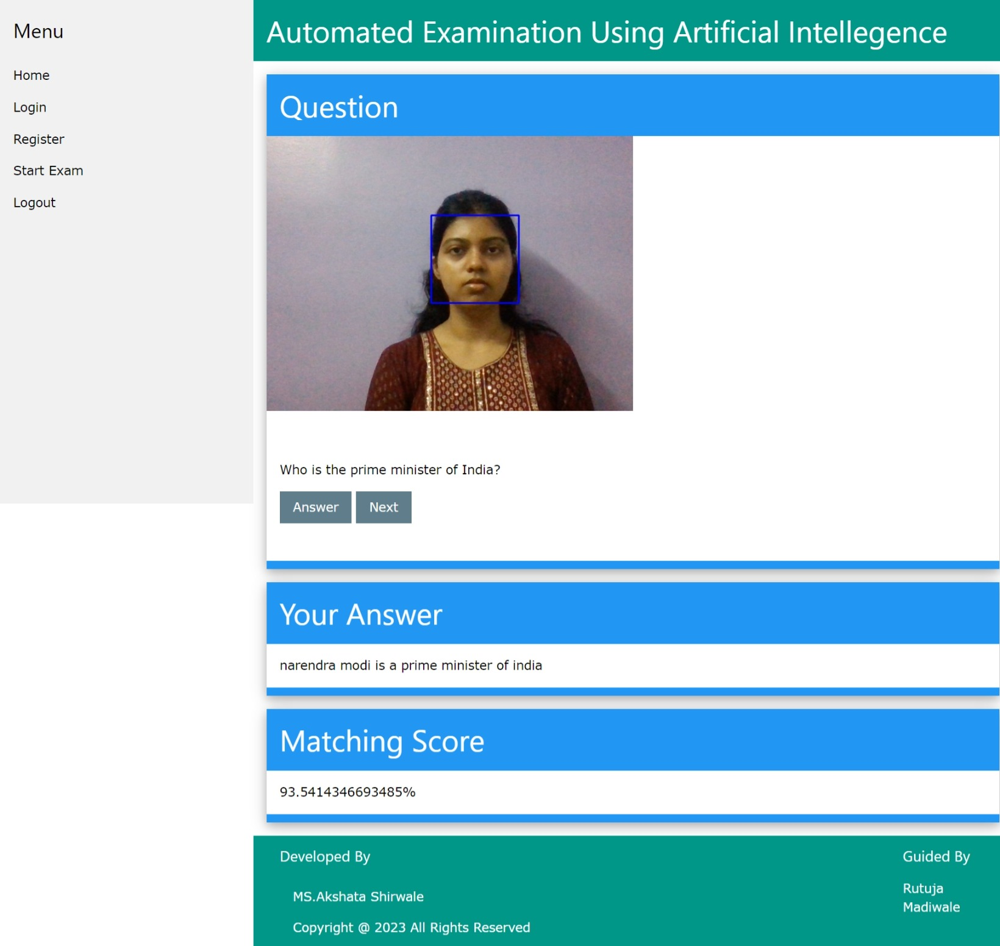 Menu
Home
Login
Register
Start Exam
Logout
Automated Examination Using Artificial Intellegence
Question
Who is the prime minister of India?
Answer
Next
Your Answer
narendra modi is a prime minister of india
Matching Score
93.5414346693485%
Developed By
MS.Akshata Shirwale
Copyright @ 2023 All Rights Reserved
Guided By
Rutuja
Madiwale